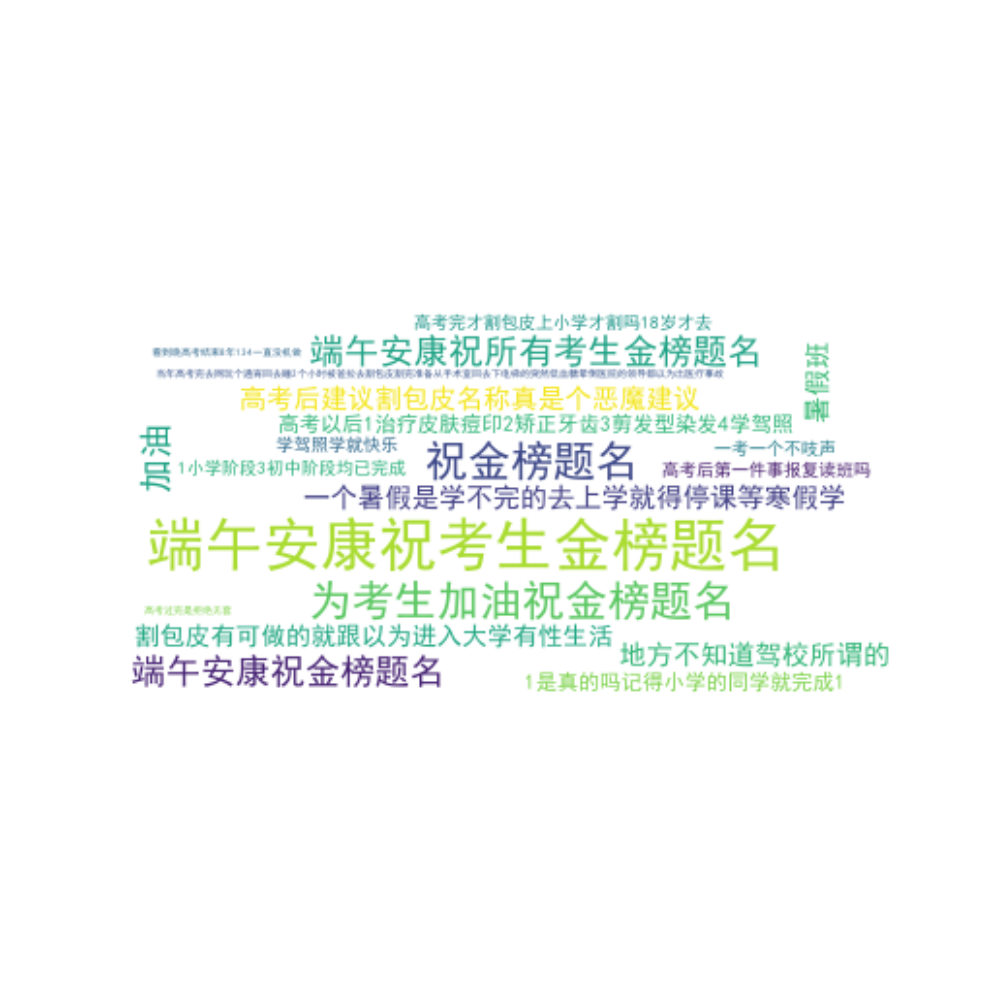 高考完才割包皮上小学才割吗18岁才去
端午安康祝所有考生金榜题名
暑假班
高考后建议割包皮名称真是个恶魔建议
高考以后1治疗皮肤痘印2矫正牙齿3剪发型染发4学驾照
加油
学驾照学就快乐
祝金榜题名
一考一个不吱声
1小学阶段3初中阶段均已完成
高考后第一件事报复读班吗
一个暑假是学不完的去上学就得停课等寒假学
端午安康祝考生金榜题名
为考生加油祝金榜题名
割包皮有可做的就跟以为进入大学有性生活
地方不知道驾校所谓的
端午安康祝金榜题名
1是真的吗记得小学的同学就完成1